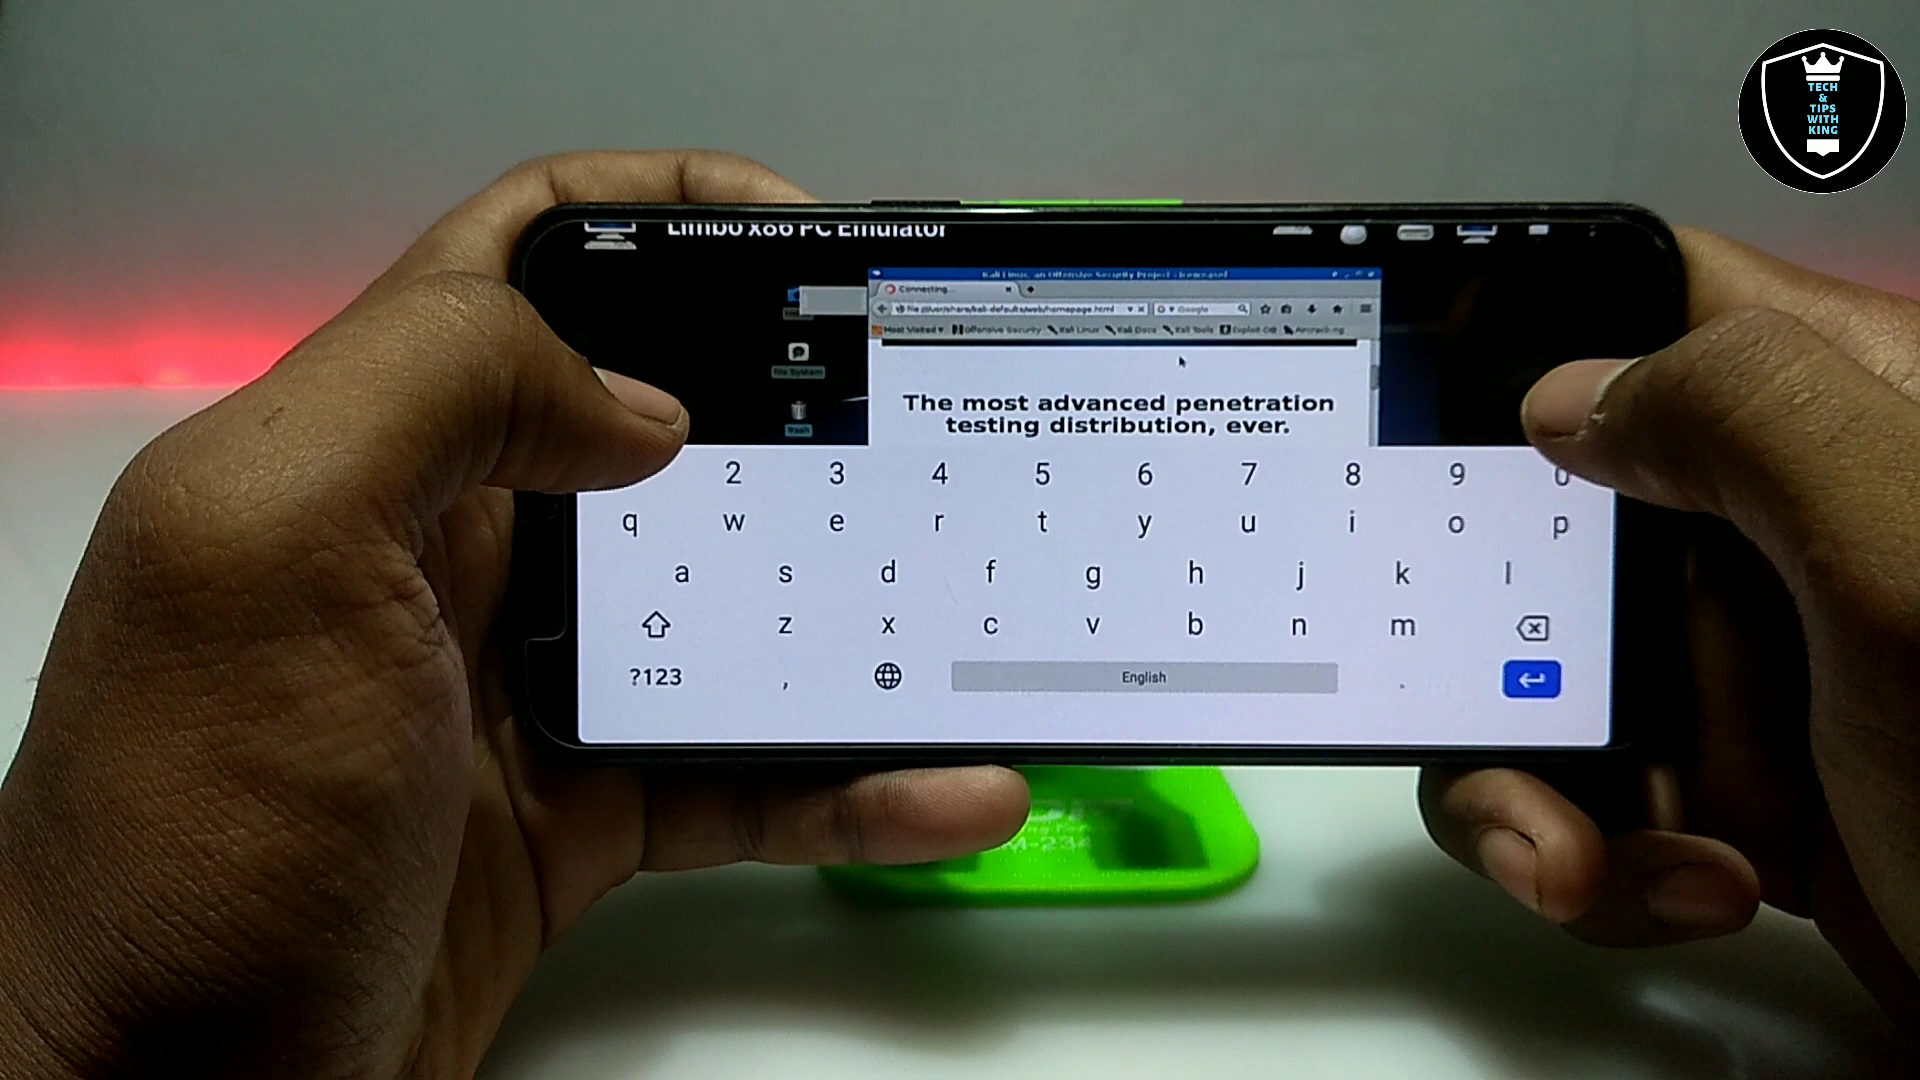 TECH
&
TIPS
WITH
KING
Limbo x86 PC Emulator
Kali Linux, an Offensive Security Project - Iceweasel
Connecting...
file:///usr/share/kali-defaults/web/homepage.html
Google
Most Visited
Offensive Security
Kali Linux
Kali Docs
Kali Tools
Exploit-DB
Aircrack-ng
File System
Trash
The most advanced penetration
testing distribution, ever.
2 3 4 5 6 7 8 9 0
q w e r t y u i o p
a s d f g h j k l
z x c v b n m
?123 , English .
M-234